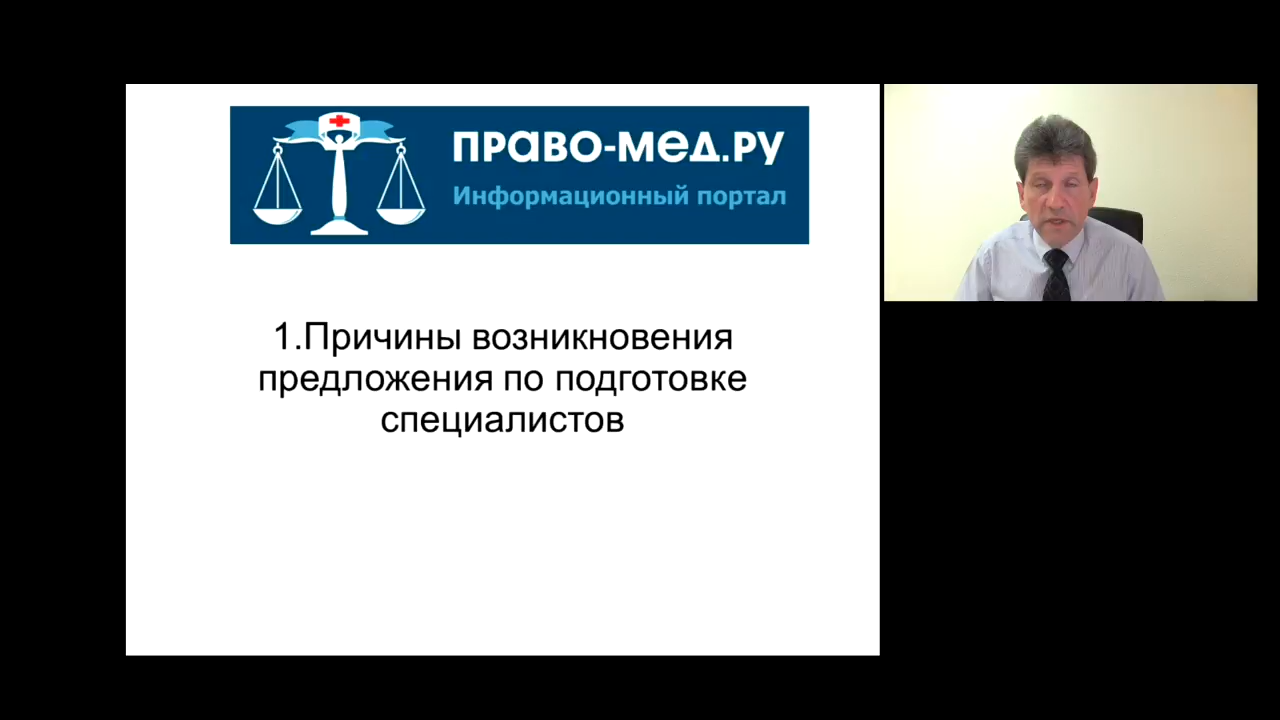 ПРАВО-МЕД.РУ
Информационный портал
1.Причины возникновения
предложения по подготовке
специалистов